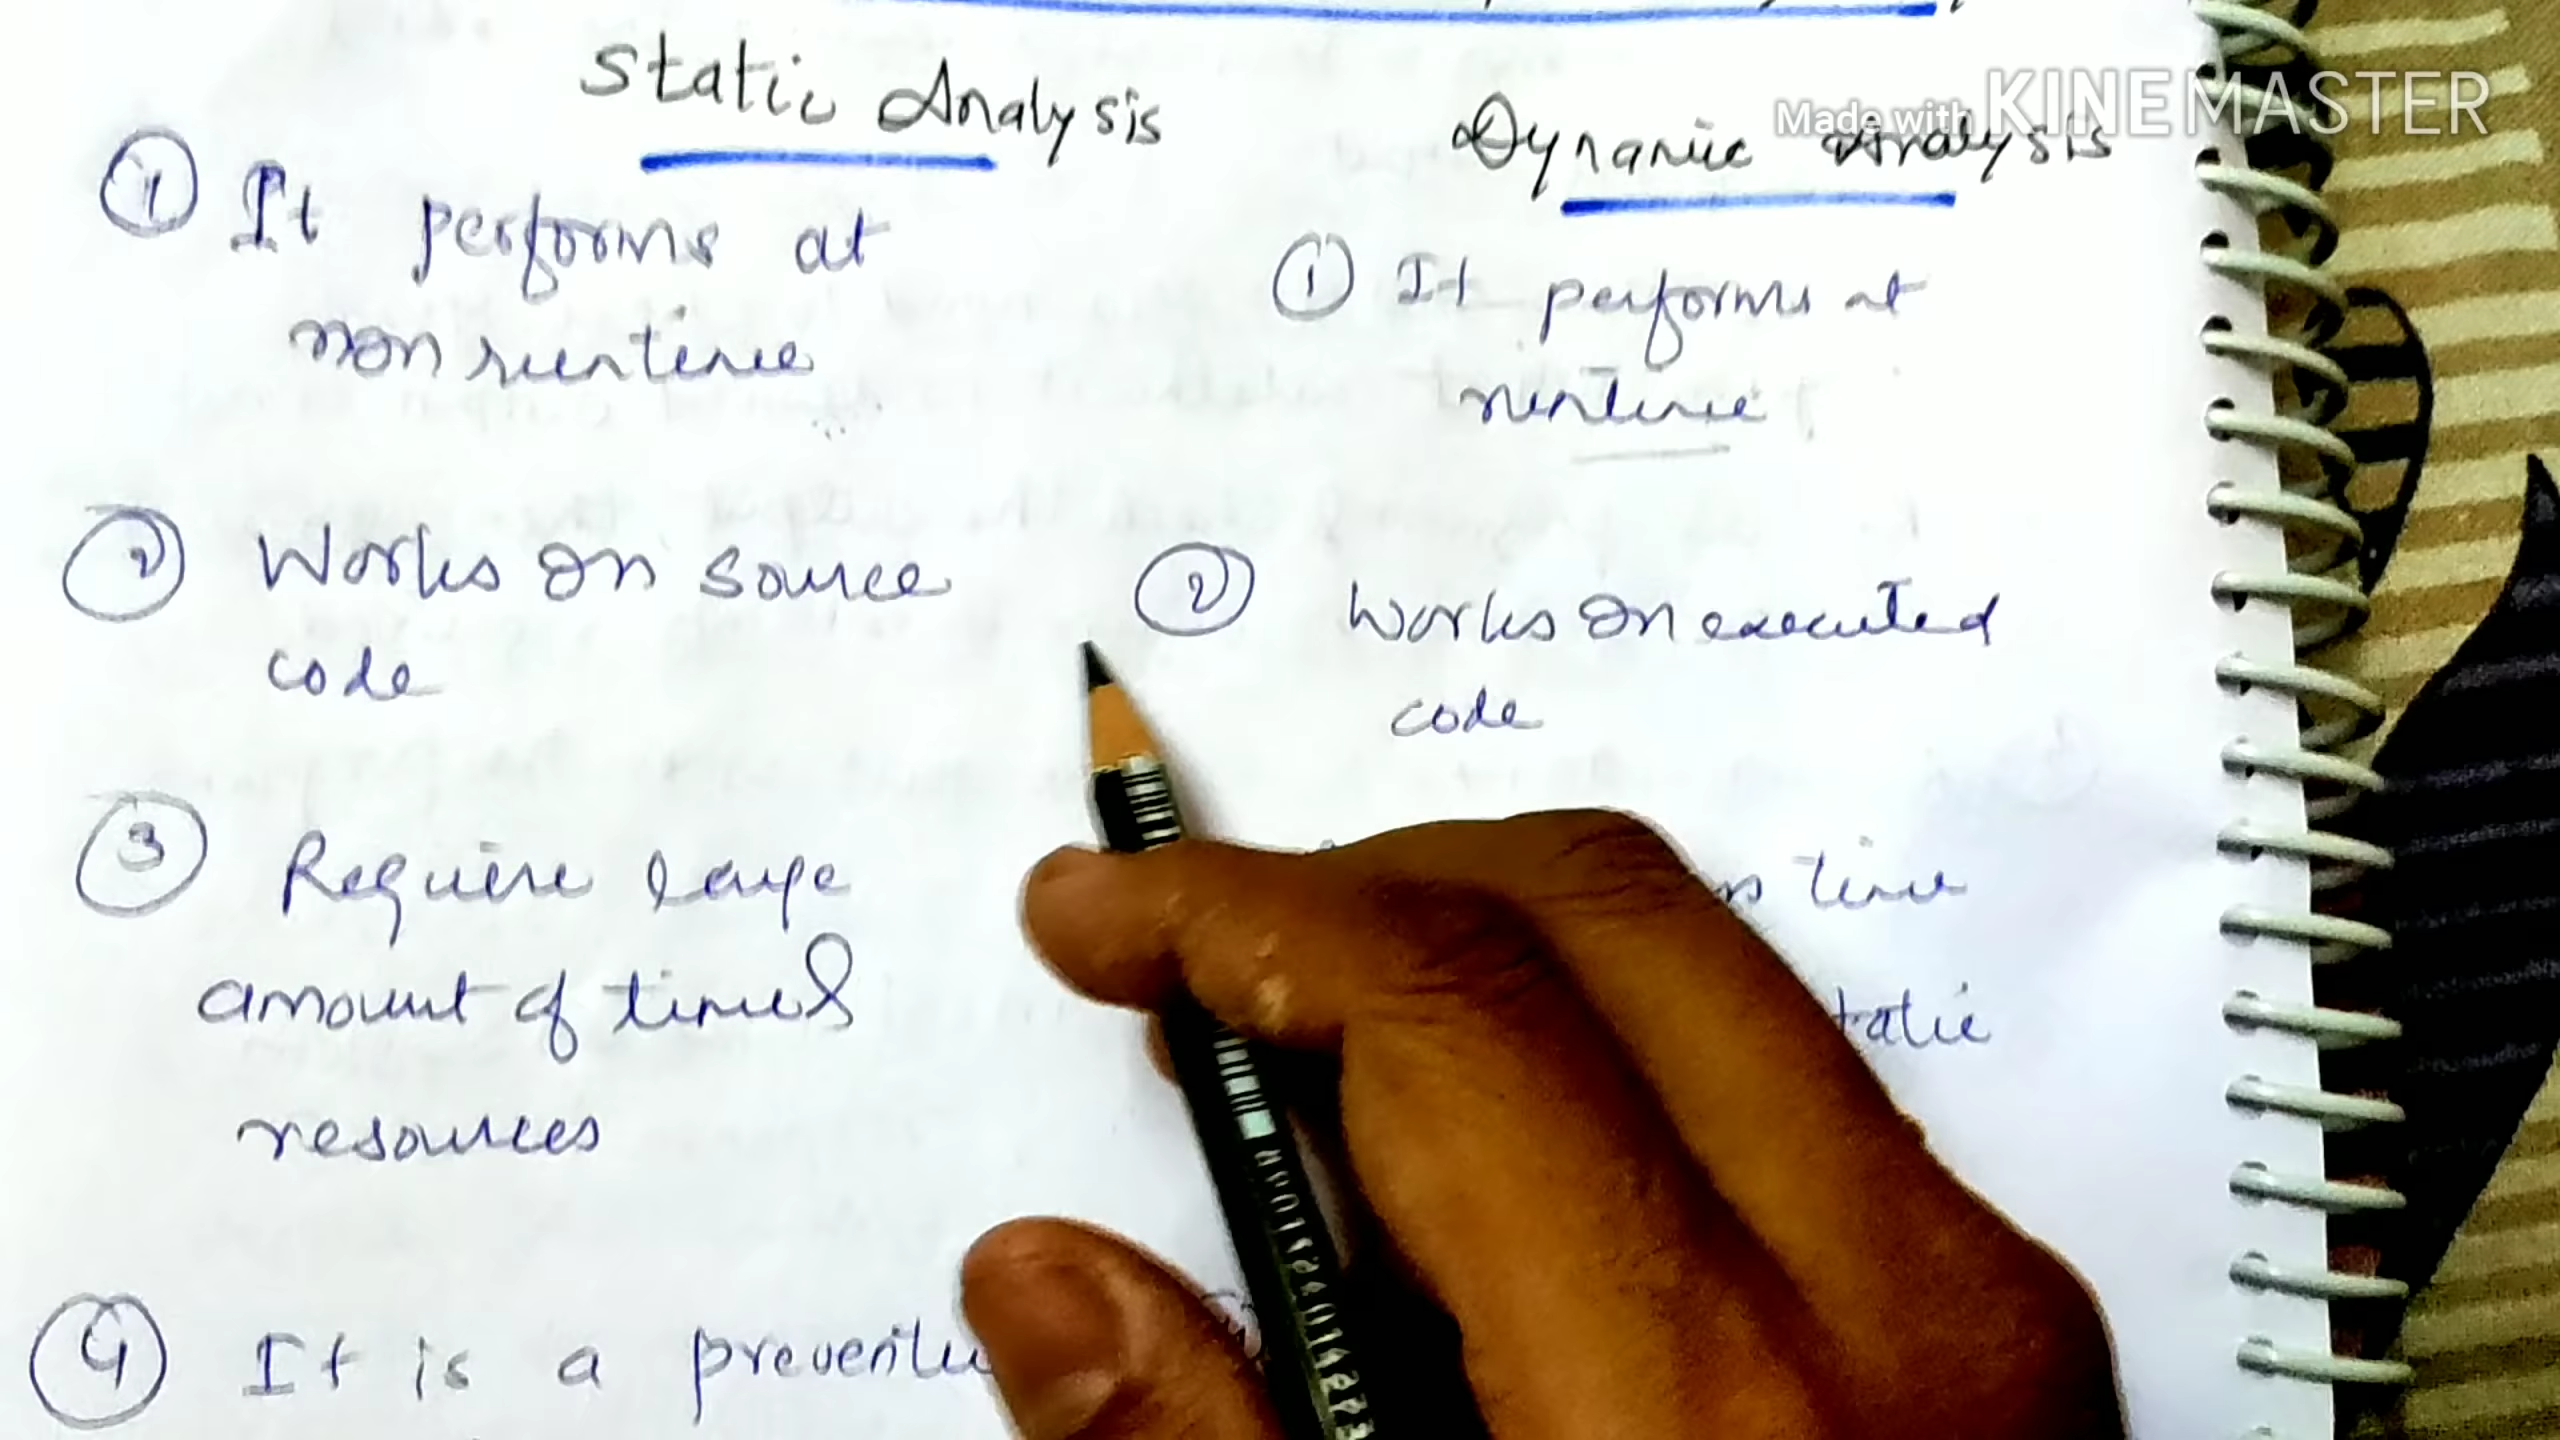 Static Analysis
① It performs at
non runtime
② Works on source
code
③ Require large
amount of time &
resources
④ It is a
Dynamic Analysis
① It performs at
runtime
② Works on executed
code
time
Made with KINEMASTER